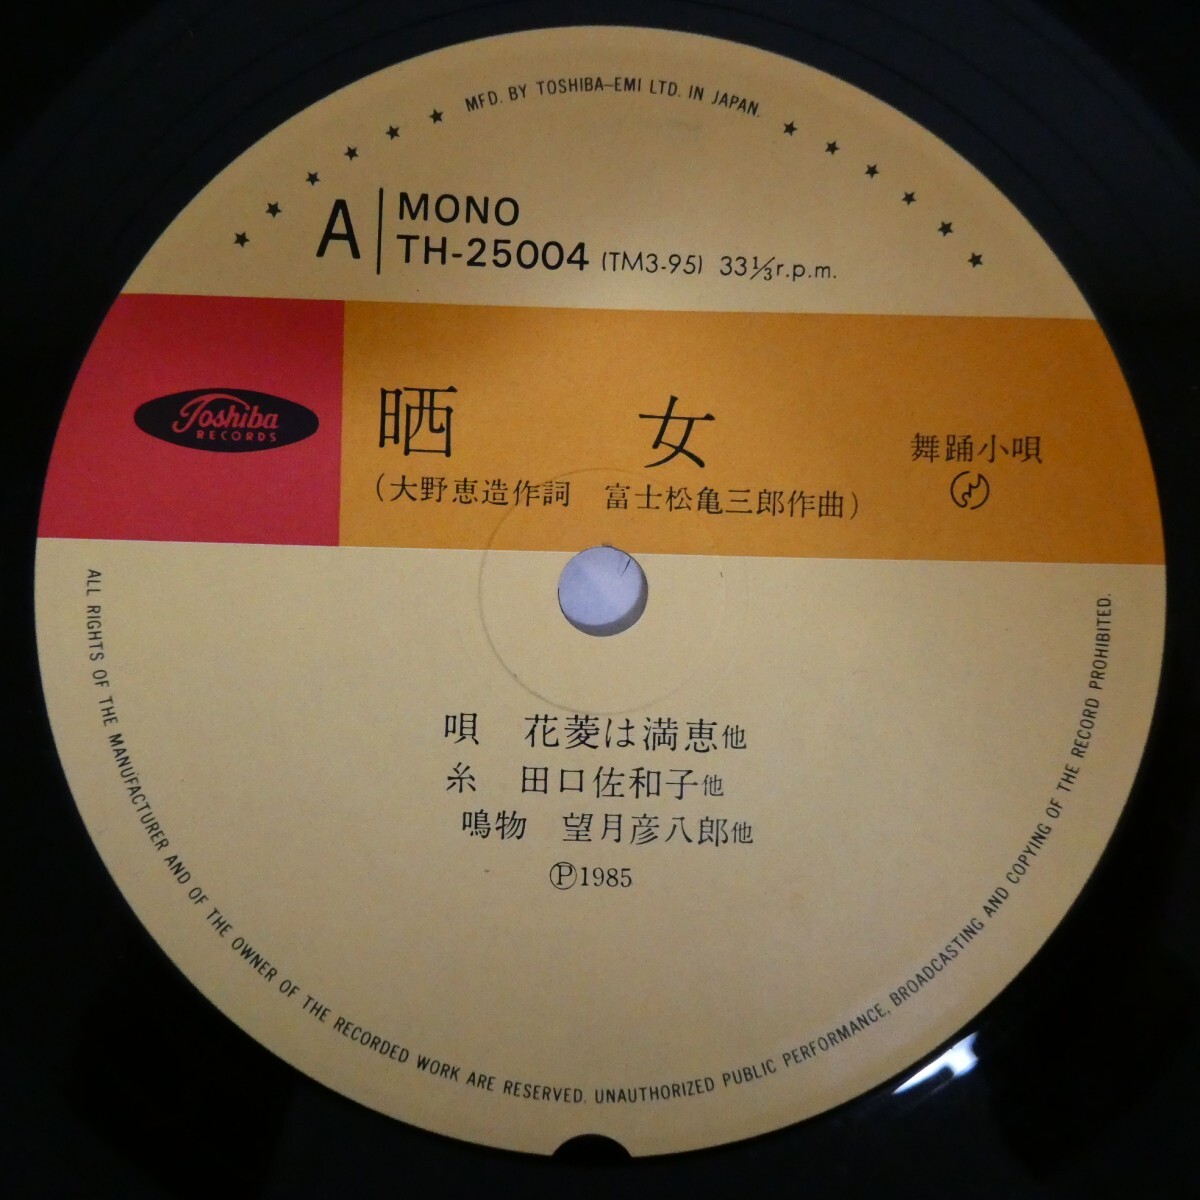 MFD. BY TOSHIBA-EMI LTD. IN JAPAN.
A
MONO
TH-25004 (TM3-95) 33 1/3 r.p.m.
Toshiba
RECORDS
晒 女
舞踊小唄
(大野恵造作詞 富士松亀三郎作曲)
唄 花菱は満恵他
糸 田口佐和子他
鳴物 望月彦八郎他
Ⓟ1985
ALL RIGHTS OF THE MANUFACTURER AND OF THE OWNER OF THE RECORDED WORK ARE RESERVED. UNAUTHORIZED PUBLIC PERFORMANCE, BROADCASTING AND COPYING OF THE RECORD PROHIBITED.